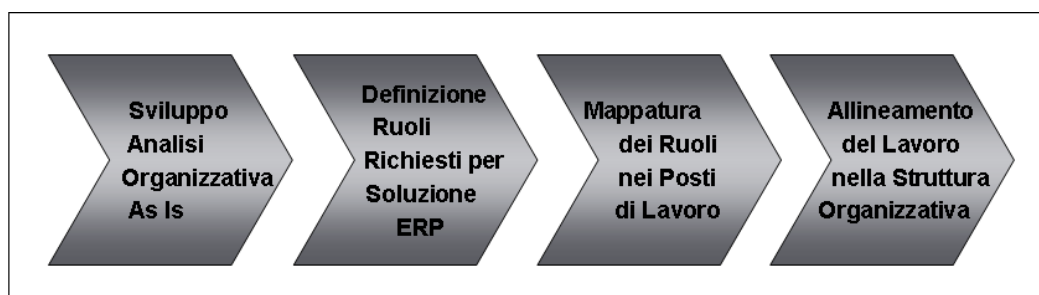 Sviluppo
Analisi
Organizzativa
As Is
Definizione
Ruoli
Richiesti per
Soluzione
ERP
Mappatura
dei Ruoli
nei Posti
di Lavoro
Allineamento
del Lavoro
nella Struttura
Organizzativa